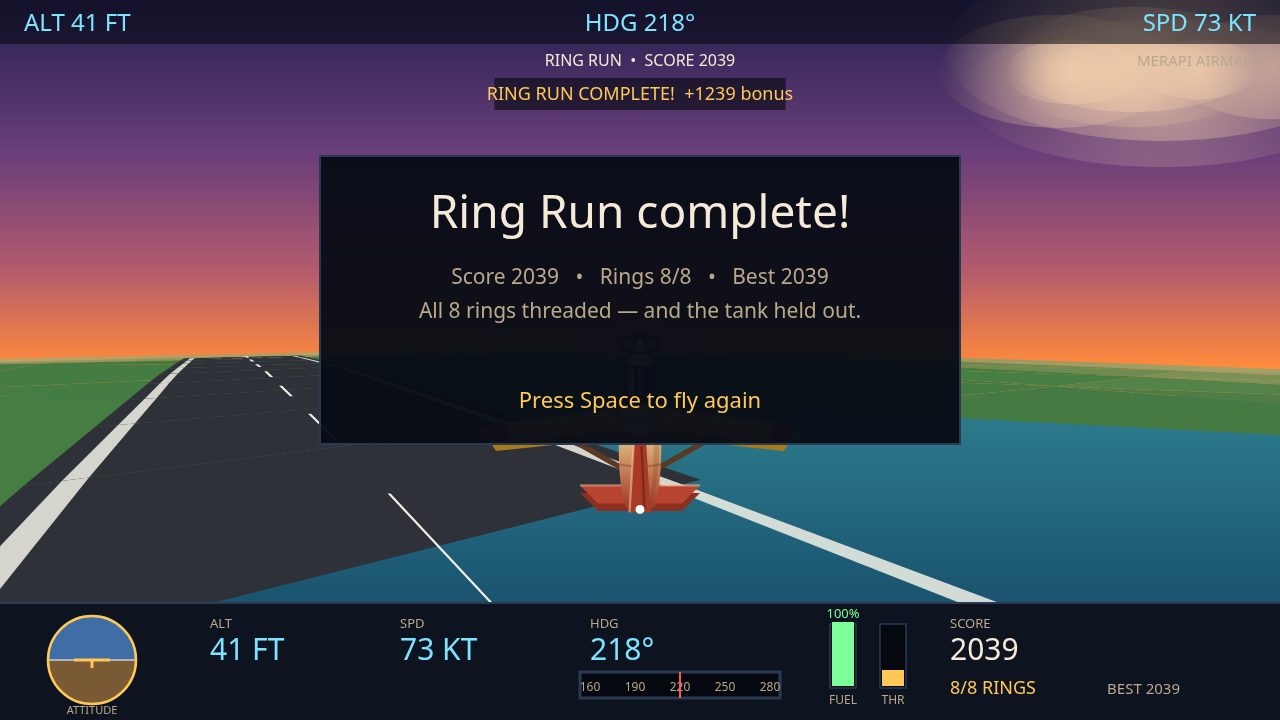 ALT 41 FT
HDG 218°
SPD 73 KT
RING RUN • SCORE 2039
MERAPI AIRMA
RING RUN COMPLETE! +1239 bonus
Ring Run complete!
Score 2039 • Rings 8/8 • Best 2039
All 8 rings threaded — and the tank held out.
Press Space to fly again
ATTITUDE
ALT
41 FT
SPD
73 KT
HDG
218°
160 190 220 250 280
100%
FUEL
THR
SCORE
2039
8/8 RINGS
BEST 2039